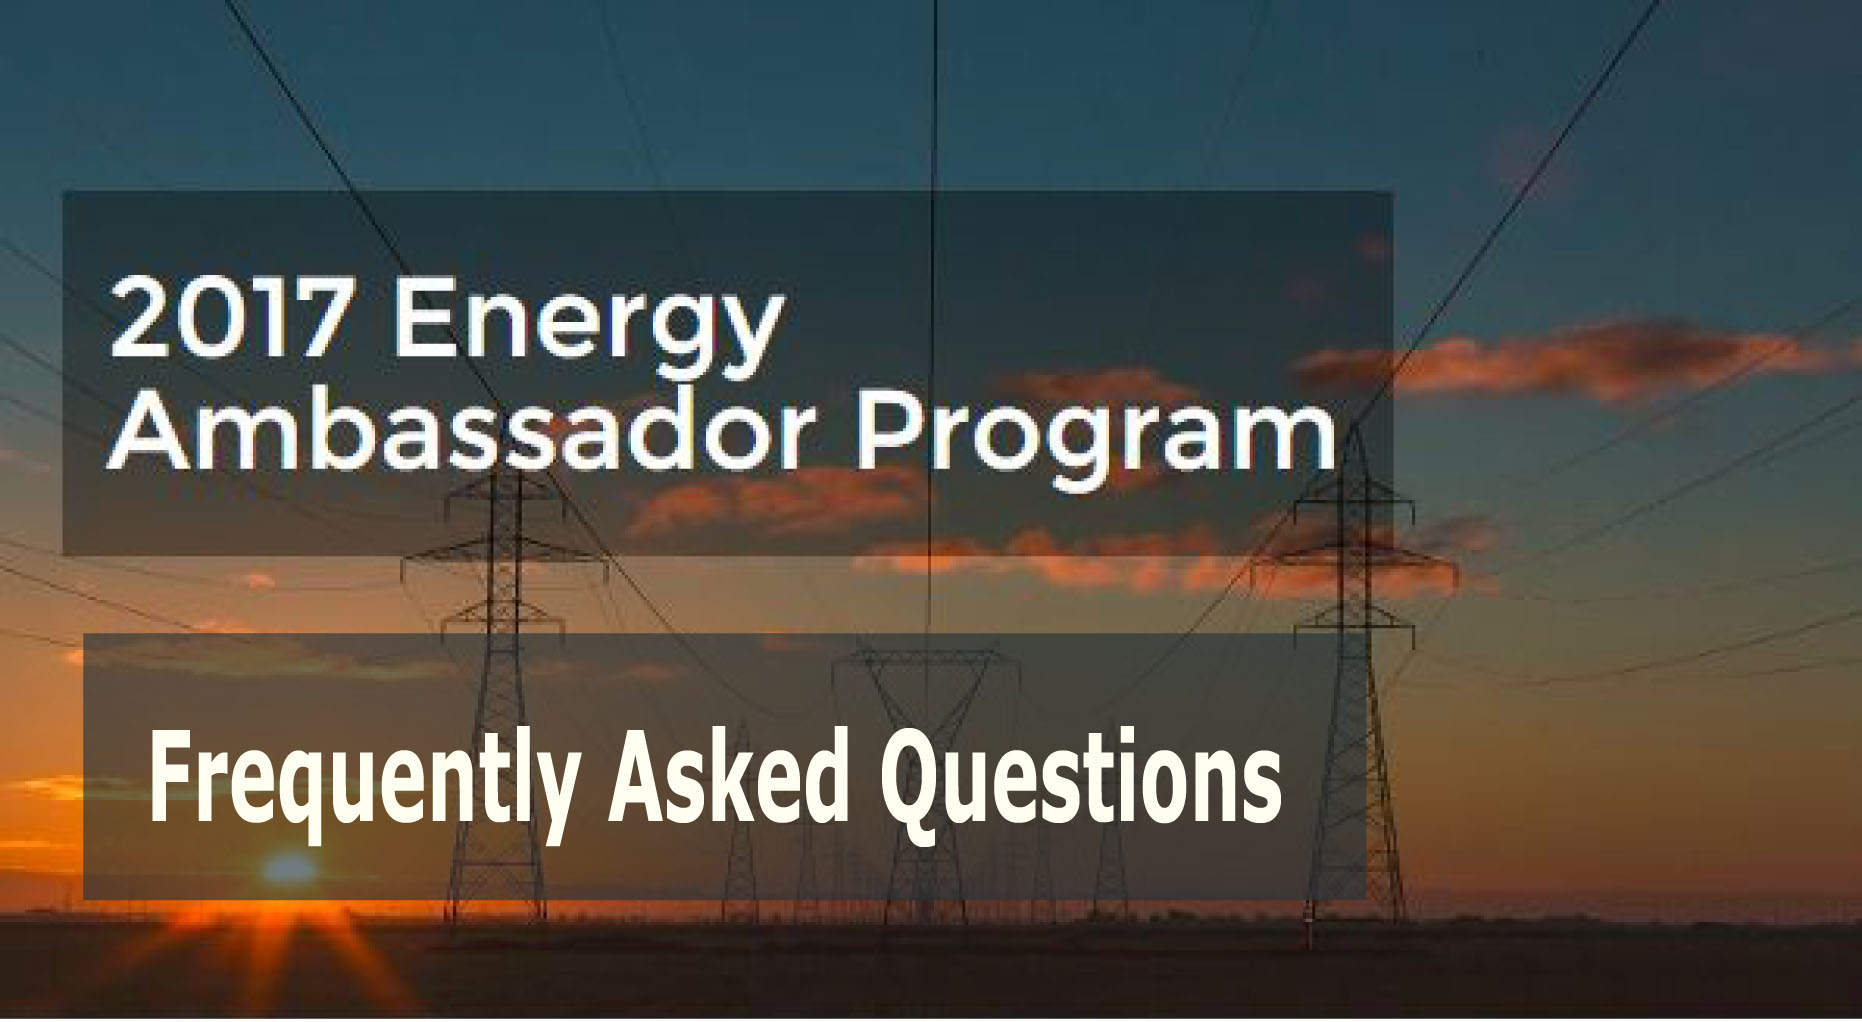 2017 Energy
Ambassador Program
Frequently Asked Questions